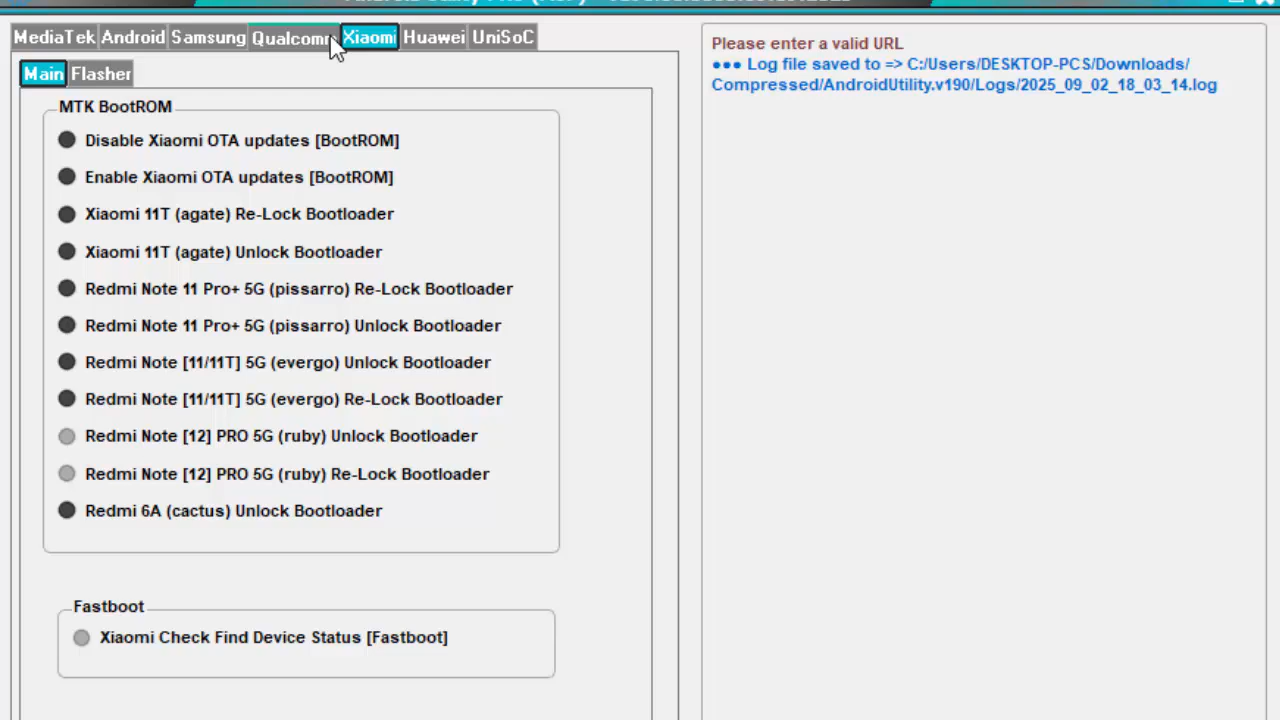 MediaTek Android Samsung Qualcomm Xiaomi Huawei UniSoC
Main Flasher
MTK BootROM
Disable Xiaomi OTA updates [BootROM]
Enable Xiaomi OTA updates [BootROM]
Xiaomi 11T (agate) Re-Lock Bootloader
Xiaomi 11T (agate) Unlock Bootloader
Redmi Note 11 Pro+ 5G (pissarro) Re-Lock Bootloader
Redmi Note 11 Pro+ 5G (pissarro) Unlock Bootloader
Redmi Note [11/11T] 5G (evergo) Unlock Bootloader
Redmi Note [11/11T] 5G (evergo) Re-Lock Bootloader
Redmi Note [12] PRO 5G (ruby) Unlock Bootloader
Redmi Note [12] PRO 5G (ruby) Re-Lock Bootloader
Redmi 6A (cactus) Unlock Bootloader
Fastboot
Xiaomi Check Find Device Status [Fastboot]
Please enter a valid URL
●●● Log file saved to => C:/Users/DESKTOP-PCS/Downloads/
Compressed/AndroidUtility.v190/Logs/2025_09_02_18_03_14.log